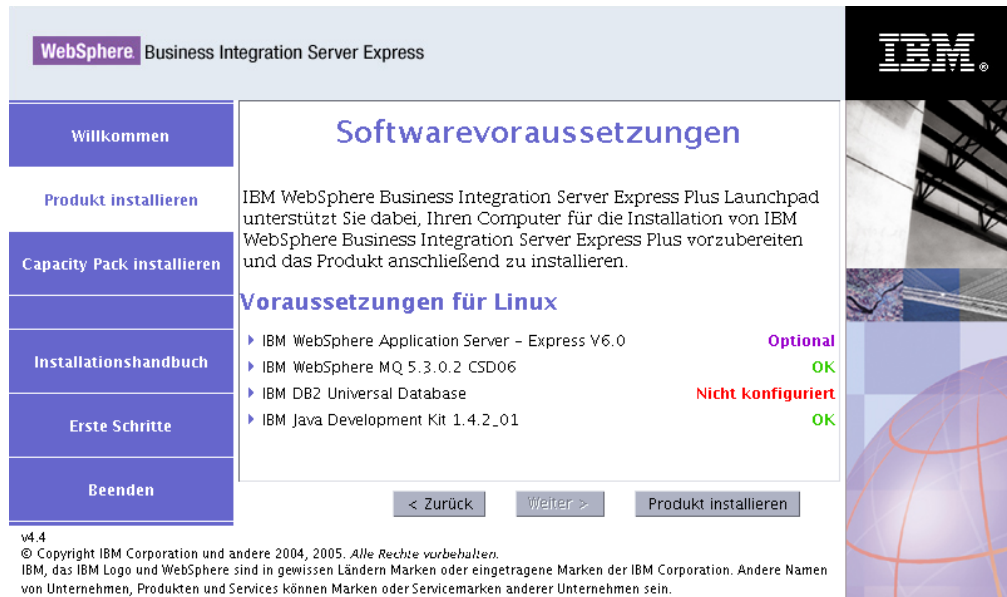 WebSphere. Business Integration Server Express
IBM®
Willkommen
Produkt installieren
Capacity Pack installieren
Installationshandbuch
Erste Schritte
Beenden
Softwarevoraussetzungen
IBM WebSphere Business Integration Server Express Plus Launchpad
unterstützt Sie dabei, Ihren Computer für die Installation von IBM
WebSphere Business Integration Server Express Plus vorzubereiten
und das Produkt anschließend zu installieren.
Voraussetzungen für Linux
IBM WebSphere Application Server – Express V6.0 Optional
IBM WebSphere MQ 5.3.0.2 CSD06 OK
IBM DB2 Universal Database Nicht konfiguriert
IBM Java Development Kit 1.4.2_01 OK
< Zurück Weiter > Produkt installieren
v4.4
© Copyright IBM Corporation und andere 2004, 2005. Alle Rechte vorbehalten.
IBM, das IBM Logo und WebSphere sind in gewissen Ländern Marken oder eingetragene Marken der IBM Corporation. Andere Namen
von Unternehmen, Produkten und Services können Marken oder Servicemarken anderer Unternehmen sein.